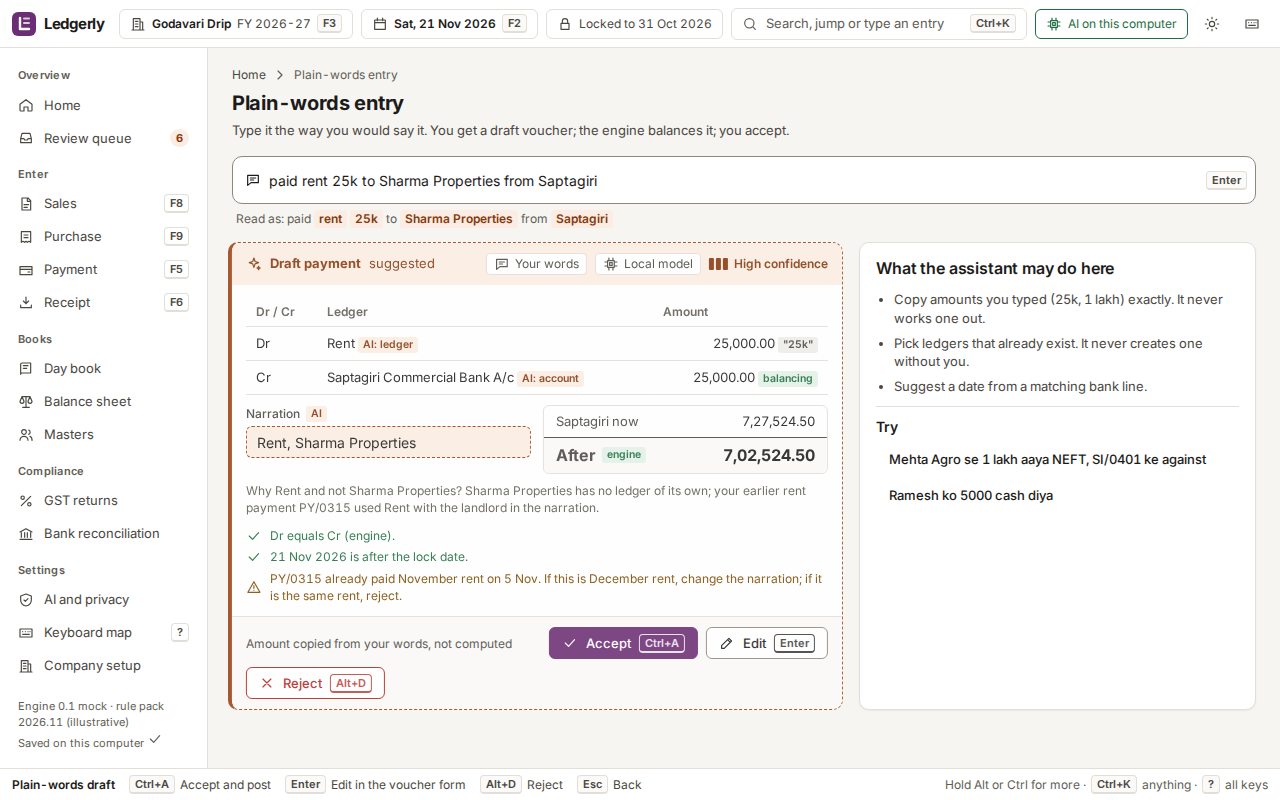 Ledgerly
Godavari Drip FY 2026-27 F3
Sat, 21 Nov 2026 F2
Locked to 31 Oct 2026
Search, jump or type an entry Ctrl+K
AI on this computer
Overview
Home
Review queue 6
Enter
Sales F8
Purchase F9
Payment F5
Receipt F6
Books
Day book
Balance sheet
Masters
Compliance
GST returns
Bank reconciliation
Settings
AI and privacy
Keyboard map ?
Company setup
Engine 0.1 mock · rule pack
2026.11 (illustrative)
Saved on this computer
Home Plain-words entry
Plain-words entry
Type it the way you would say it. You get a draft voucher; the engine balances it; you accept.
paid rent 25k to Sharma Properties from Saptagiri Enter
Read as: paid rent 25k to Sharma Properties from Saptagiri
Draft payment suggested Your words Local model High confidence
Dr / Cr Ledger Amount
Dr Rent AI: ledger 25,000.00 "25k"
Cr Saptagiri Commercial Bank A/c AI: account 25,000.00 balancing
Narration AI
Rent, Sharma Properties
Saptagiri now 7,27,524.50
After engine 7,02,524.50
Why Rent and not Sharma Properties? Sharma Properties has no ledger of its own; your earlier rent
payment PY/0315 used Rent with the landlord in the narration.
Dr equals Cr (engine).
21 Nov 2026 is after the lock date.
PY/0315 already paid November rent on 5 Nov. If this is December rent, change the narration; if it
is the same rent, reject.
Amount copied from your words, not computed Accept Ctrl+A Edit Enter
Reject Alt+D
What the assistant may do here
• Copy amounts you typed (25k, 1 lakh) exactly. It never
works one out.
• Pick ledgers that already exist. It never creates one
without you.
• Suggest a date from a matching bank line.
Try
Mehta Agro se 1 lakh aaya NEFT, SI/0401 ke against
Ramesh ko 5000 cash diya
Plain-words draft Ctrl+A Accept and post Enter Edit in the voucher form Alt+D Reject Esc Back
Hold Alt or Ctrl for more · Ctrl+K anything · ? all keys